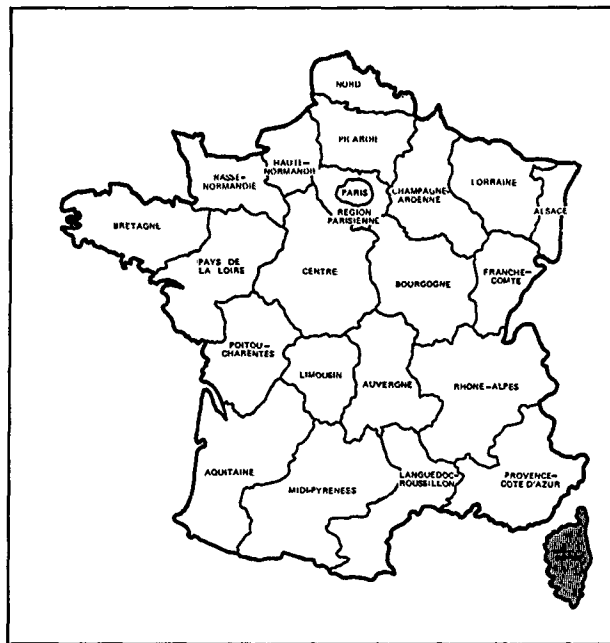 NORD
PICARDIE
HAUTE-
NORMANDIE
BASSE-
NORMANDIE
PARIS
REGION
PARISIENNE
CHAMPAGNE-
ARDENNE
LORRAINE
ALSACE
BRETAGNE
PAYS DE
LA LOIRE
CENTRE
BOURGOGNE
FRANCHE-
COMTE
POITOU-
CHARENTES
LIMOUSIN
AUVERGNE
RHONE-ALPES
AQUITAINE
MIDI-PYRENESS
LANGUEDOC-
ROUSSILLON
PROVENCE-
COTE D'AZUR